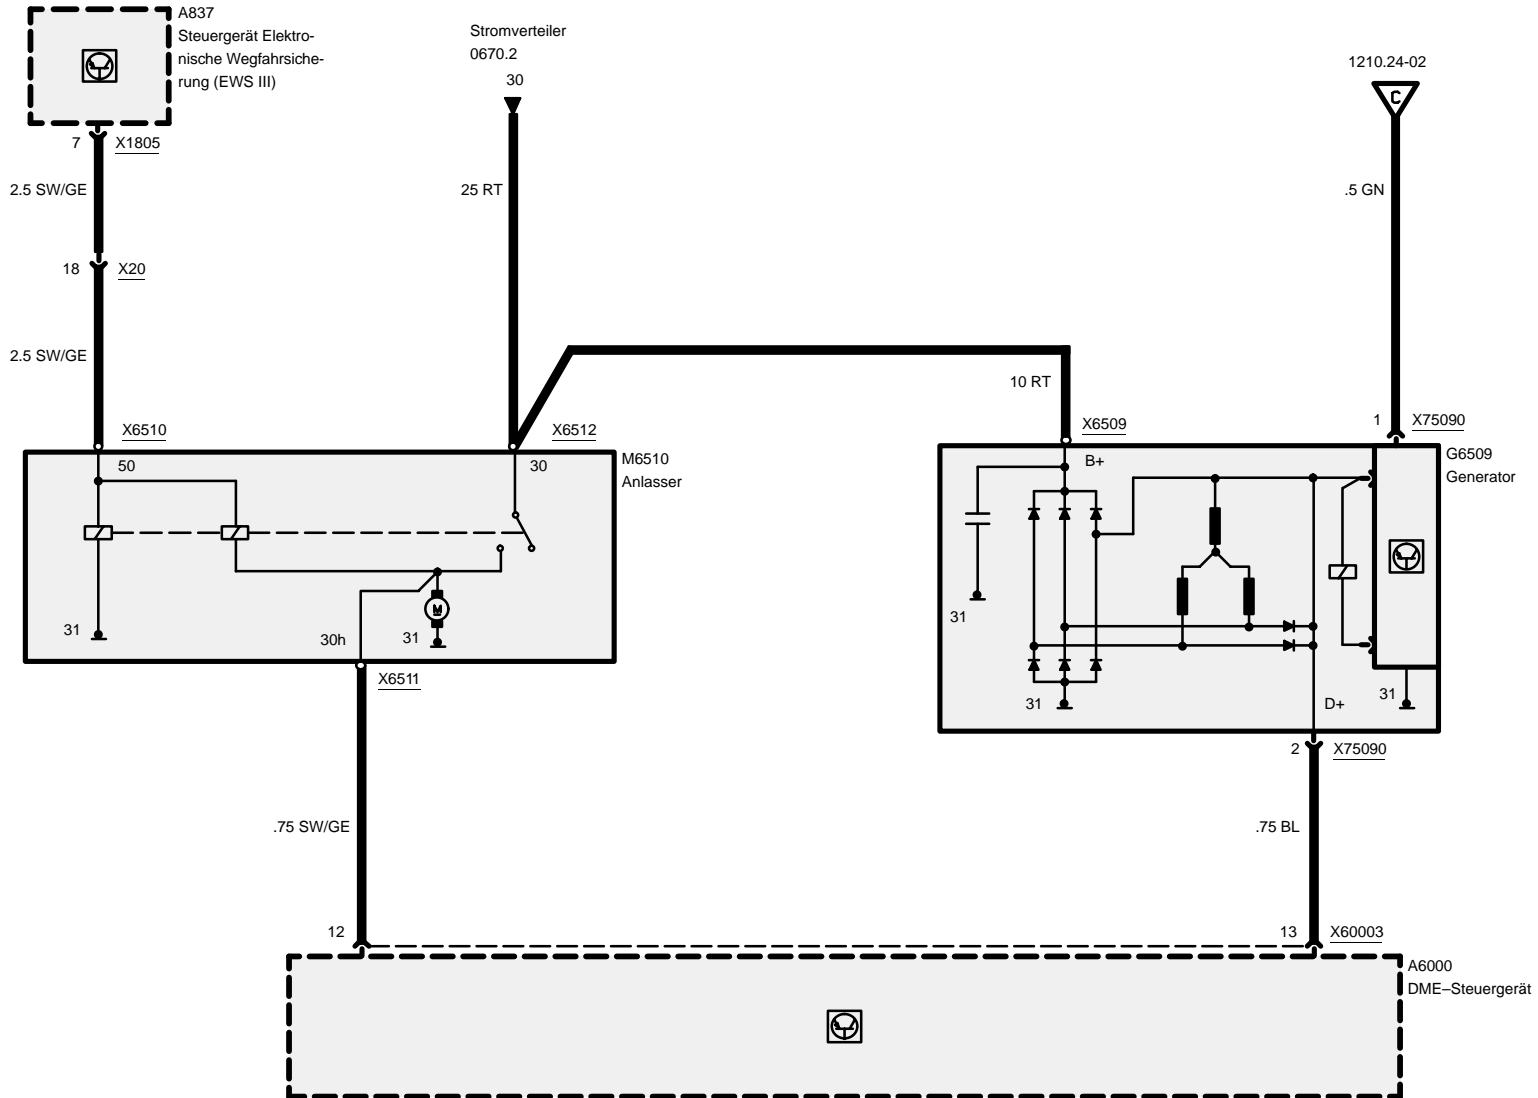 A837
Steuergerät Elektro-
nische Wegfahrsiche-
rung (EWS III)
Stromverteiler
0670.2
30
1210.24-02
C
7 X1805
2.5 SW/GE
25 RT
.5 GN
18 X20
2.5 SW/GE
10 RT
X6510
X6512
X6509
1 X75090
50
30
M6510
Anlasser
B+
G6509
Generator
M
31
30h
31
31
31
D+
31
X6511
2 X75090
.75 SW/GE
.75 BL
12
13 X60003
A6000
DME–Steuergerät